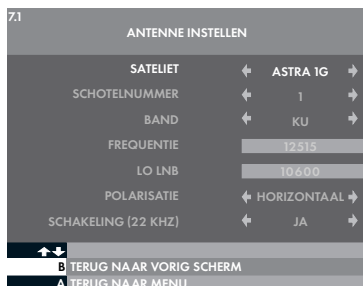 7.1
ANTENNE INSTELLEN
SATELIET ASTRA 1G
SCHOTELNUMMER 1
BAND KU
FREQUENTIE 12515
LO LNB 10600
POLARISATIE HORIZONTAAL
SCHAKELING (22 KHZ) JA
B TERUG NAAR VORIG SCHERM
A TERUG NAAR MENU